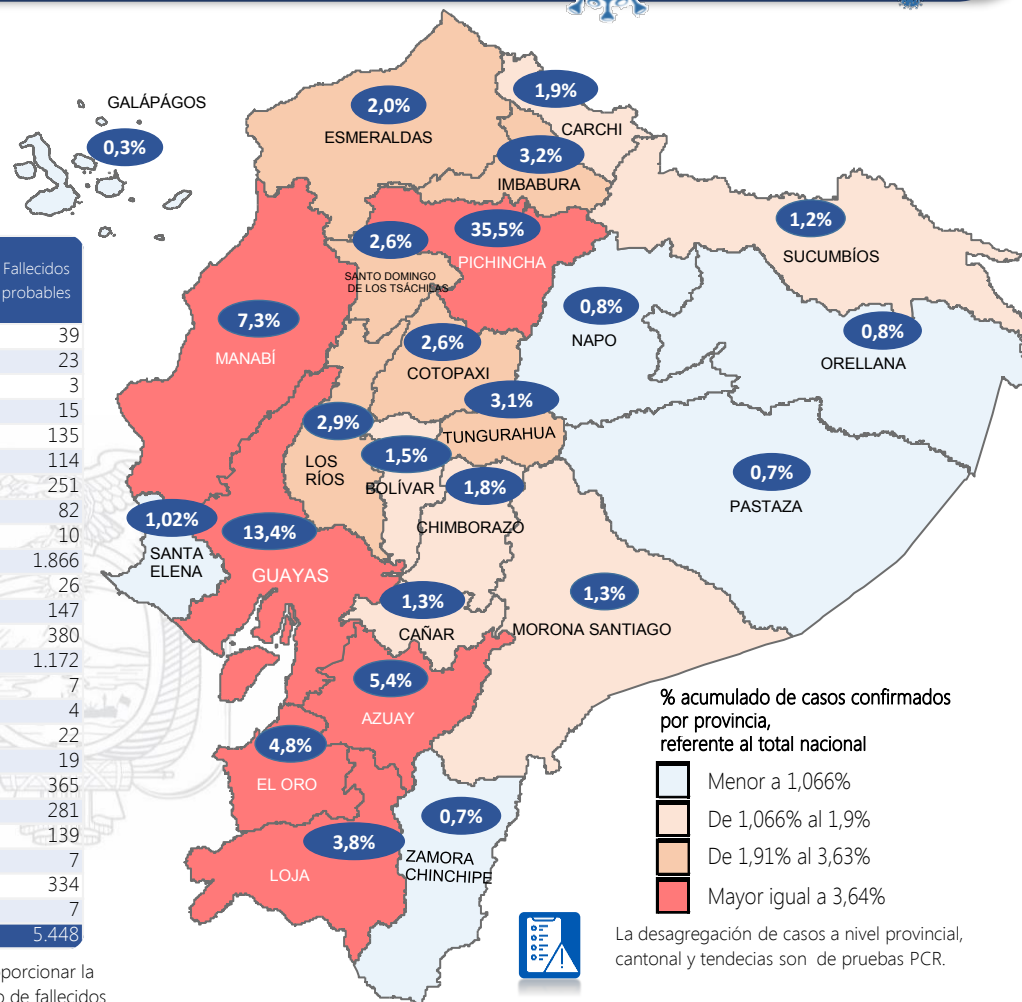 GALÁPÁGOS
0,3%
2,0%
ESMERALDAS
1,9%
CARCHI
3,2%
IMBABURA
1,2%
SUCUMBÍOS
2,6%
SANTO DOMINGO
DE LOS TSÁCHILAS
35,5%
PICHINCHA
7,3%
MANABÍ
0,8%
NAPO
0,8%
ORELLANA
2,6%
COTOPAXI
3,1%
TUNGURAHUA
2,9%
LOS
RÍOS
1,5%
BOLÍVAR
1,8%
CHIMBORAZO
0,7%
PASTAZA
1,02%
SANTA
ELENA
13,4%
GUAYAS
1,3%
CAÑAR
1,3%
MORONA SANTIAGO
5,4%
AZUAY
4,8%
EL ORO
3,8%
LOJA
0,7%
ZAMORA
CHINCHIPE
Fallecidos
probables
39
23
3
15
135
114
251
82
10
1.866
26
147
380
1.172
7
4
22
19
365
281
139
7
334
7
5.448
oporcionar la
o de fallecidos
% acumulado de casos confirmados
por provincia,
referente al total nacional
Menor a 1,066%
De 1,066% al 1,9%
De 1,91% al 3,63%
Mayor igual a 3,64%
La desagregación de casos a nivel provincial,
cantonal y tendecias son de pruebas PCR.